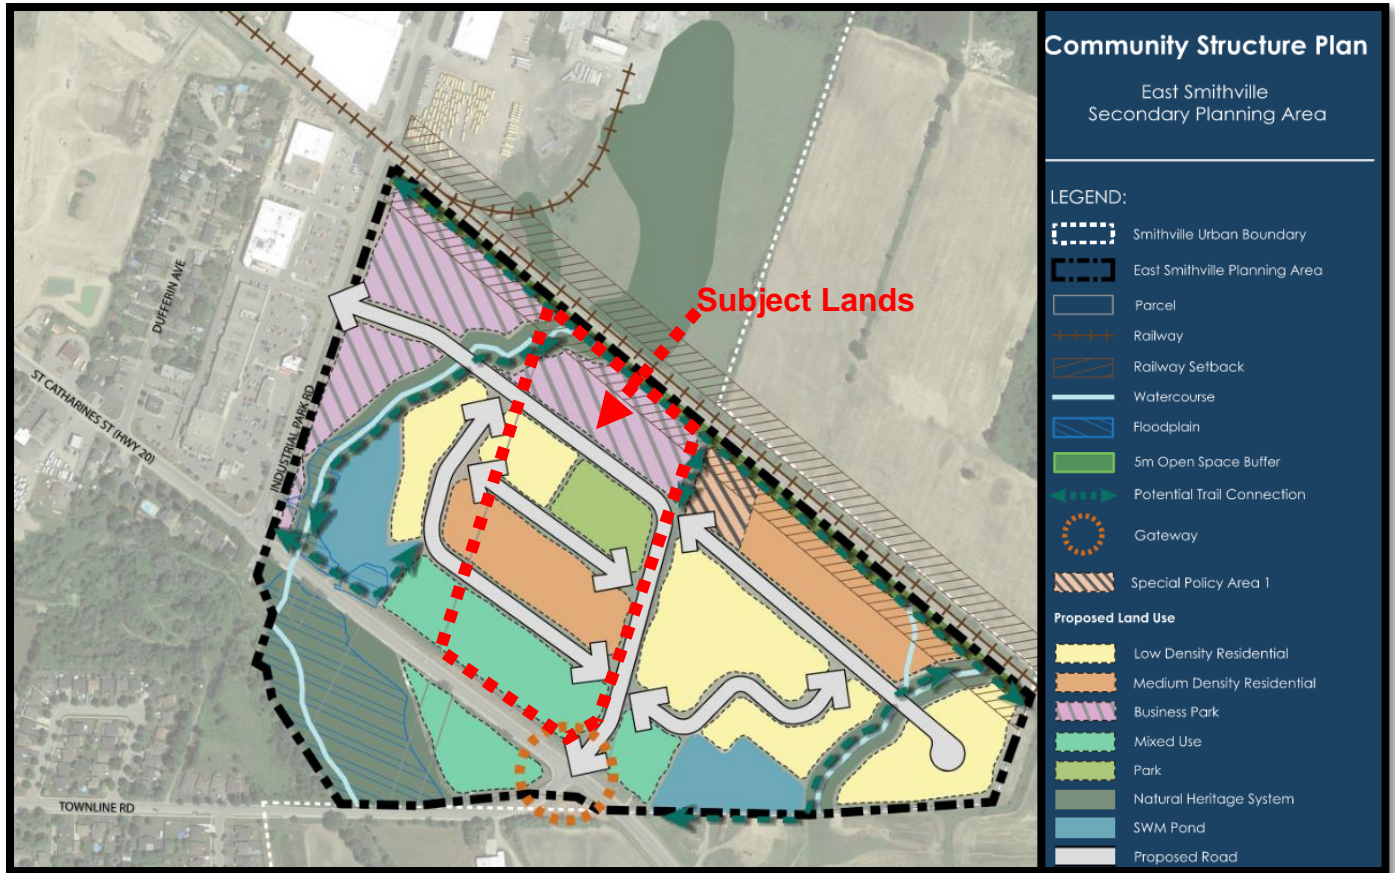 Community Structure Plan
East Smithville
Secondary Planning Area
LEGEND:
Smithville Urban Boundary
East Smithville Planning Area
Parcel
Railway
Railway Setback
Watercourse
Floodplain
5m Open Space Buffer
Potential Trail Connection
Gateway
Special Policy Area 1
Proposed Land Use
Low Density Residential
Medium Density Residential
Business Park
Mixed Use
Park
Natural Heritage System
SWM Pond
Proposed Road
Subject Lands
DUFFERIN AVE
ST CATHARINES ST (HWY 20)
INDUSTRIAL PARK RD
TOWNLINE RD